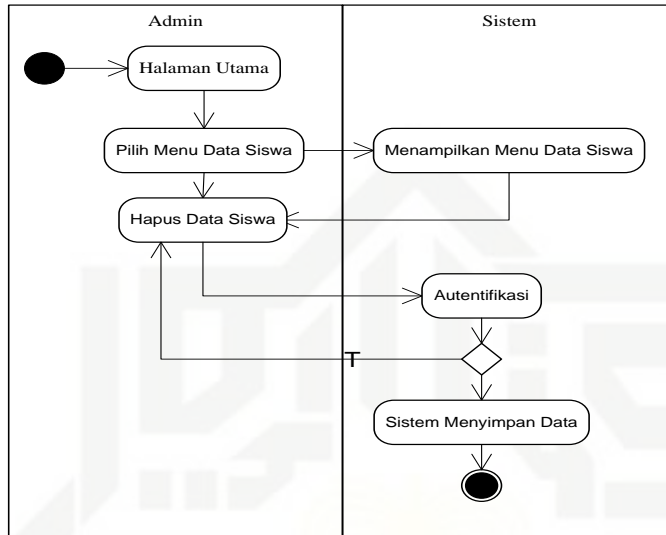 Admin
Sistem
Halaman Utama
Pilih Menu Data Siswa
Menampilkan Menu Data Siswa
Hapus Data Siswa
Autentifikasi
T
Sistem Menyimpan Data